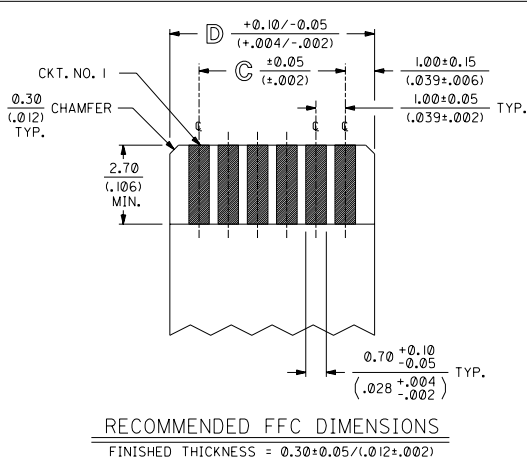 D +0.10/-0.05
(+.004/-.002)
C ±0.05
(±.002)
1.00±0.15
(.039±.006)
CKT. NO. 1
1.00±0.05
(.039±.002) TYP.
0.30
(.012) CHAMFER
TYP.
℄ ℄ ℄
2.70
(.106)
MIN.
0.70 +0.10
-0.05
(.028 +.004
-.002) TYP.
RECOMMENDED FFC DIMENSIONS
FINISHED THICKNESS = 0.30±0.05/(.012±.002)